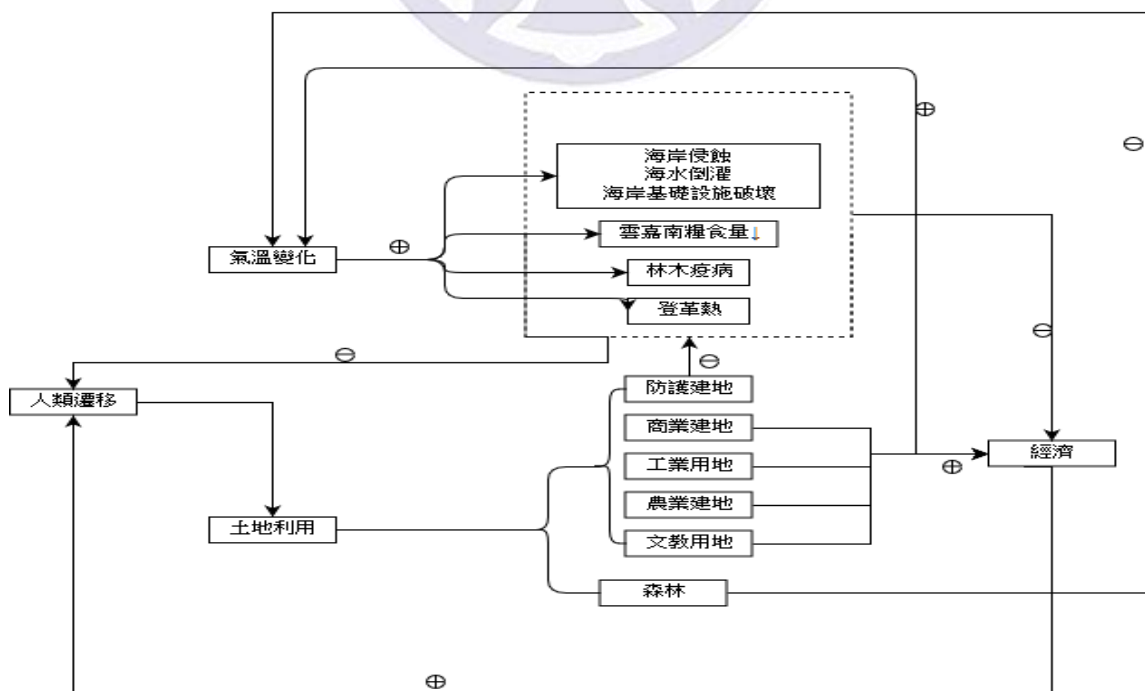 海岸侵蝕
海水倒灌
海岸基礎設施破壞
雲嘉南糧食量↓
氣溫變化
林木疫病
登革熱
人類遷移
防護建地
商業建地
工業用地
經濟
農業建地
土地利用
文教用地
森林